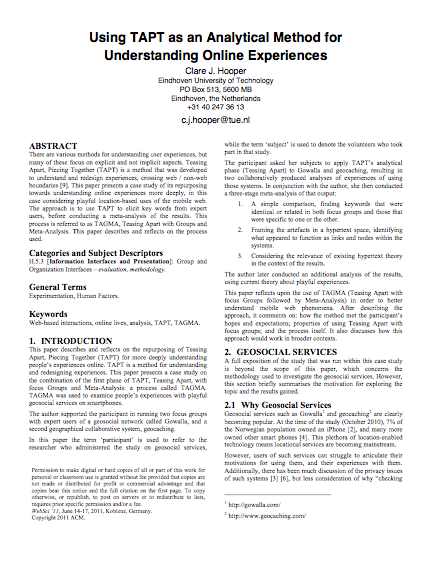 Using TAPT as an Analytical Method for
Understanding Online Experiences
Clare J. Hooper
Eindhoven University of Technology
PO Box 513, 5600 MB
Eindhoven, the Netherlands
+31 40 247 36 13
c.j.hooper@tue.nl
ABSTRACT
There are various methods for understanding user experiences, but
many of these focus on explicit and not implicit aspects. Teasing
Apart, Piecing Together (TAPT) is a method that was developed
to understand and redesign experiences, crossing web / non-web
boundaries [9]. This paper presents a case study of its repurposing
towards understanding online experiences more deeply, in this
case considering playful location-based uses of the mobile web.
The approach is to use TAPT to elicit key words from expert
users, before conducting a meta-analysis of the results. This
process is referred to as TAGMA, Teasing Apart with Groups and
Meta-Analysis. This paper describes and reflects on the process
used.
Categories and Subject Descriptors
H.5.3 [Information Interfaces and Presentation]: Group and
Organization Interfaces – evaluation, methodology.
General Terms
Experimentation, Human Factors.
Keywords
Web-based interactions, online lives, analysis, TAPT, TAGMA.
1. INTRODUCTION
This paper describes and reflects on the repurposing of Teasing
Apart, Piecing Together (TAPT) for more deeply understanding
people's experiences online. TAPT is a method for understanding
and redesigning experiences. This paper presents a case study on
the combination of the first phase of TAPT, Teasing Apart, with
focus Groups and Meta-Analysis: a process called TAGMA.
TAGMA was used to examine people's experiences with playful
geosocial services on smartphones.
The author supported the participant in running two focus groups
with expert users of a geosocial network called Gowalla, and a
second geographical collaborative system, geocaching.
In this paper the term 'participant' is used to refer to the
researcher who administered the study on geosocial services,
Permission to make digital or hard copies of all or part of this work for
personal or classroom use is granted without fee provided that copies are
not made or distributed for profit or commercial advantage and that
copies bear this notice and the full citation on the first page. To copy
otherwise, or republish, to post on servers or to redistribute to lists,
requires prior specific permission and/or a fee.
WebSci '11, June 14-17, 2011, Koblenz, Germany.
Copyright 2011 ACM.
while the term 'subject' is used to denote the volunteers who took
part in that study.
The participant asked her subjects to apply TAPT's analytical
phase (Teasing Apart) to Gowalla and geocaching, resulting in
two collaboratively produced analyses of experiences of using
those systems. In conjunction with the author, she then conducted
a three-stage meta-analysis of that output:
1. A simple comparison, finding keywords that were
identical or related in both focus groups and those that
were specific to one or the other.
2. Framing the artefacts in a hypertext space, identifying
what appeared to function as links and nodes within the
systems.
3. Considering the relevance of existing hypertext theory
in the context of the results.
The author later conducted an additional analysis of the results,
using current theory about playful experiences.
This paper reflects upon the use of TAGMA (Teasing Apart with
focus Groups followed by Meta-Analysis) in order to better
understand mobile web phenomena. After describing the
approach, it comments on; how the method met the participant's
hopes and expectations; properties of using Teasing Apart with
focus groups; and the process itself. It also discusses how this
approach would work in broader contexts.
2. GEOSOCIAL SERVICES
A full exposition of the study that was run within this case study
is beyond the scope of this paper, which concerns the
methodology used to investigate the geosocial services. However,
this section briefly summarises the motivation for exploring the
topic and the results gained.
2.1 Why Geosocial Services
Geosocial services such as Gowalla1 and geocaching2 are clearly
becoming popular. At the time of the study (October 2010), 7% of
the Norwegian population owned an iPhone [2], and many more
owned other smart phones [4]. This plethora of location-enabled
technology means locational services are becoming mainstream.
However, users of such services can struggle to articulate their
motivations for using them, and their experiences with them.
Additionally, there has been much discussion of the privacy issues
of such systems [3] [6], but less consideration of why "checking
1 http://gowalla.com/
2 http://www.geocaching.com/